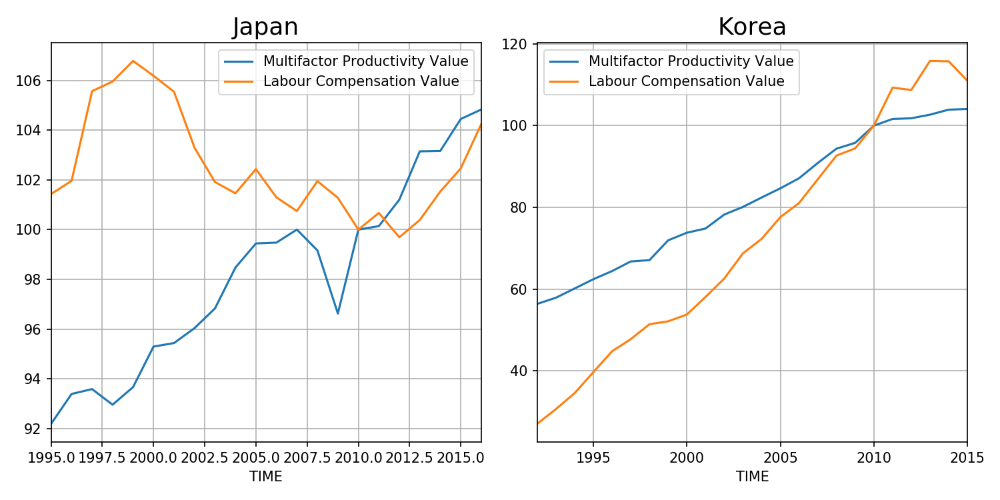 Japan
Multifactor Productivity Value
Labour Compensation Value
106
104
102
100
98
96
94
92
1995.0 1997.5 2000.0 2002.5 2005.0 2007.5 2010.0 2012.5 2015.0
TIME
Korea
Multifactor Productivity Value
Labour Compensation Value
120
100
80
60
40
1995 2000 2005 2010 2015
TIME